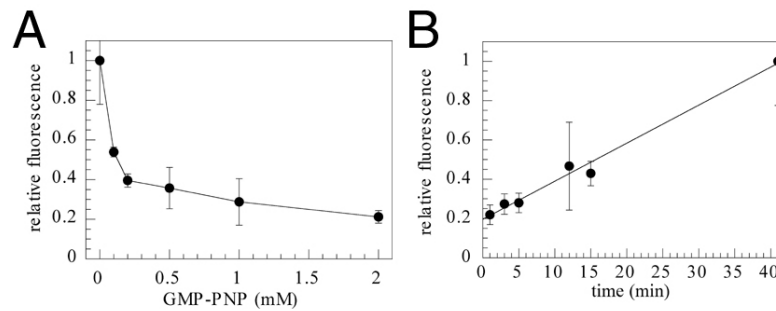 A
B
1
0.8
0.6
0.4
0.2
0
relative fluorescence
0
0.5
1
1.5
2
GMP-PNP (mM)
1
0.8
0.6
0.4
0.2
0
relative fluorescence
0 5 10 15 20 25 30 35 40
time (min)